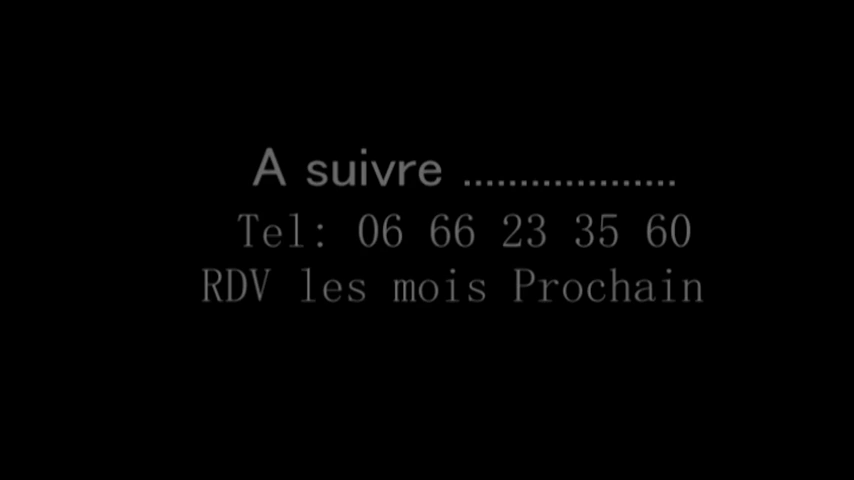 A suivre ...................
Tel: 06 66 23 35 60
RDV les mois Prochain